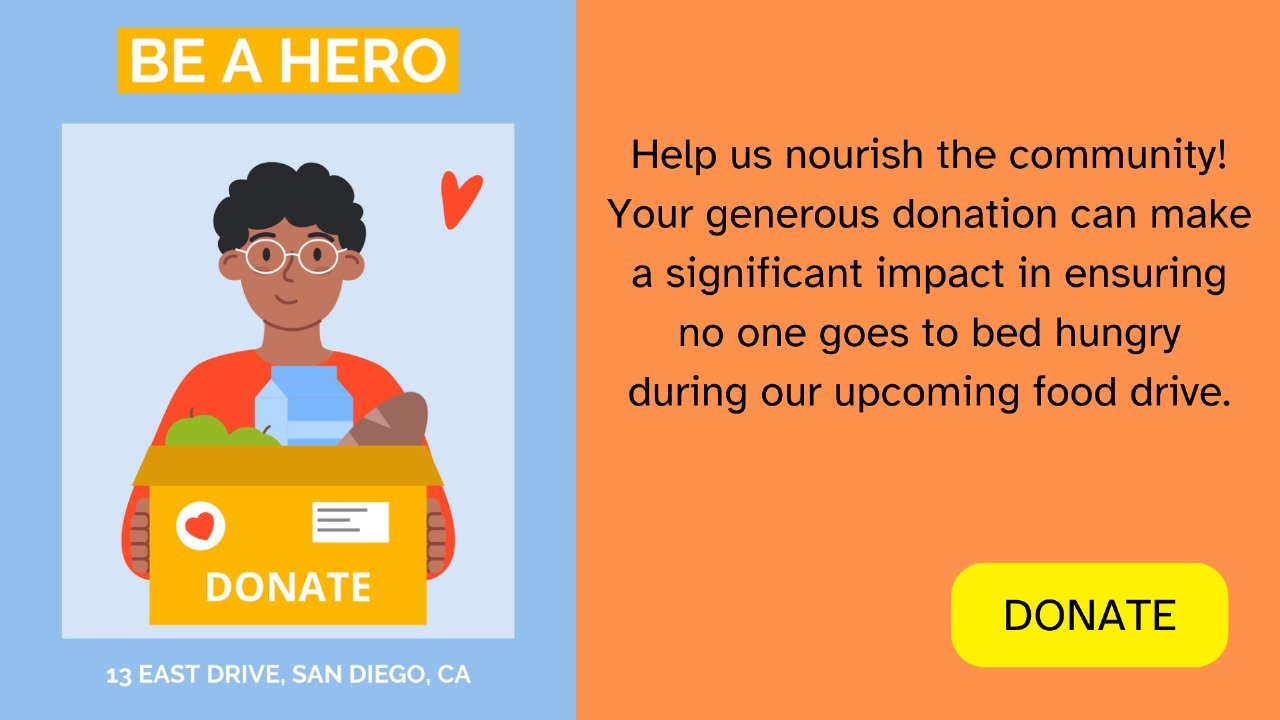 BE A HERO
DONATE
13 EAST DRIVE, SAN DIEGO, CA
Help us nourish the community!
Your generous donation can make
a significant impact in ensuring
no one goes to bed hungry
during our upcoming food drive.
DONATE